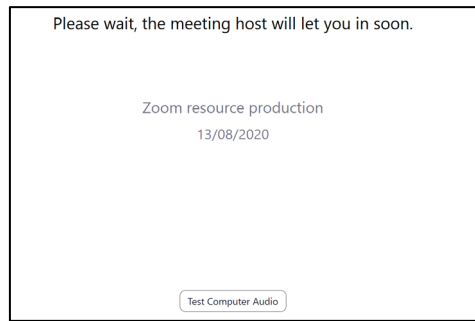 Please wait, the meeting host will let you in soon.
Zoom resource production
13/08/2020
Test Computer Audio